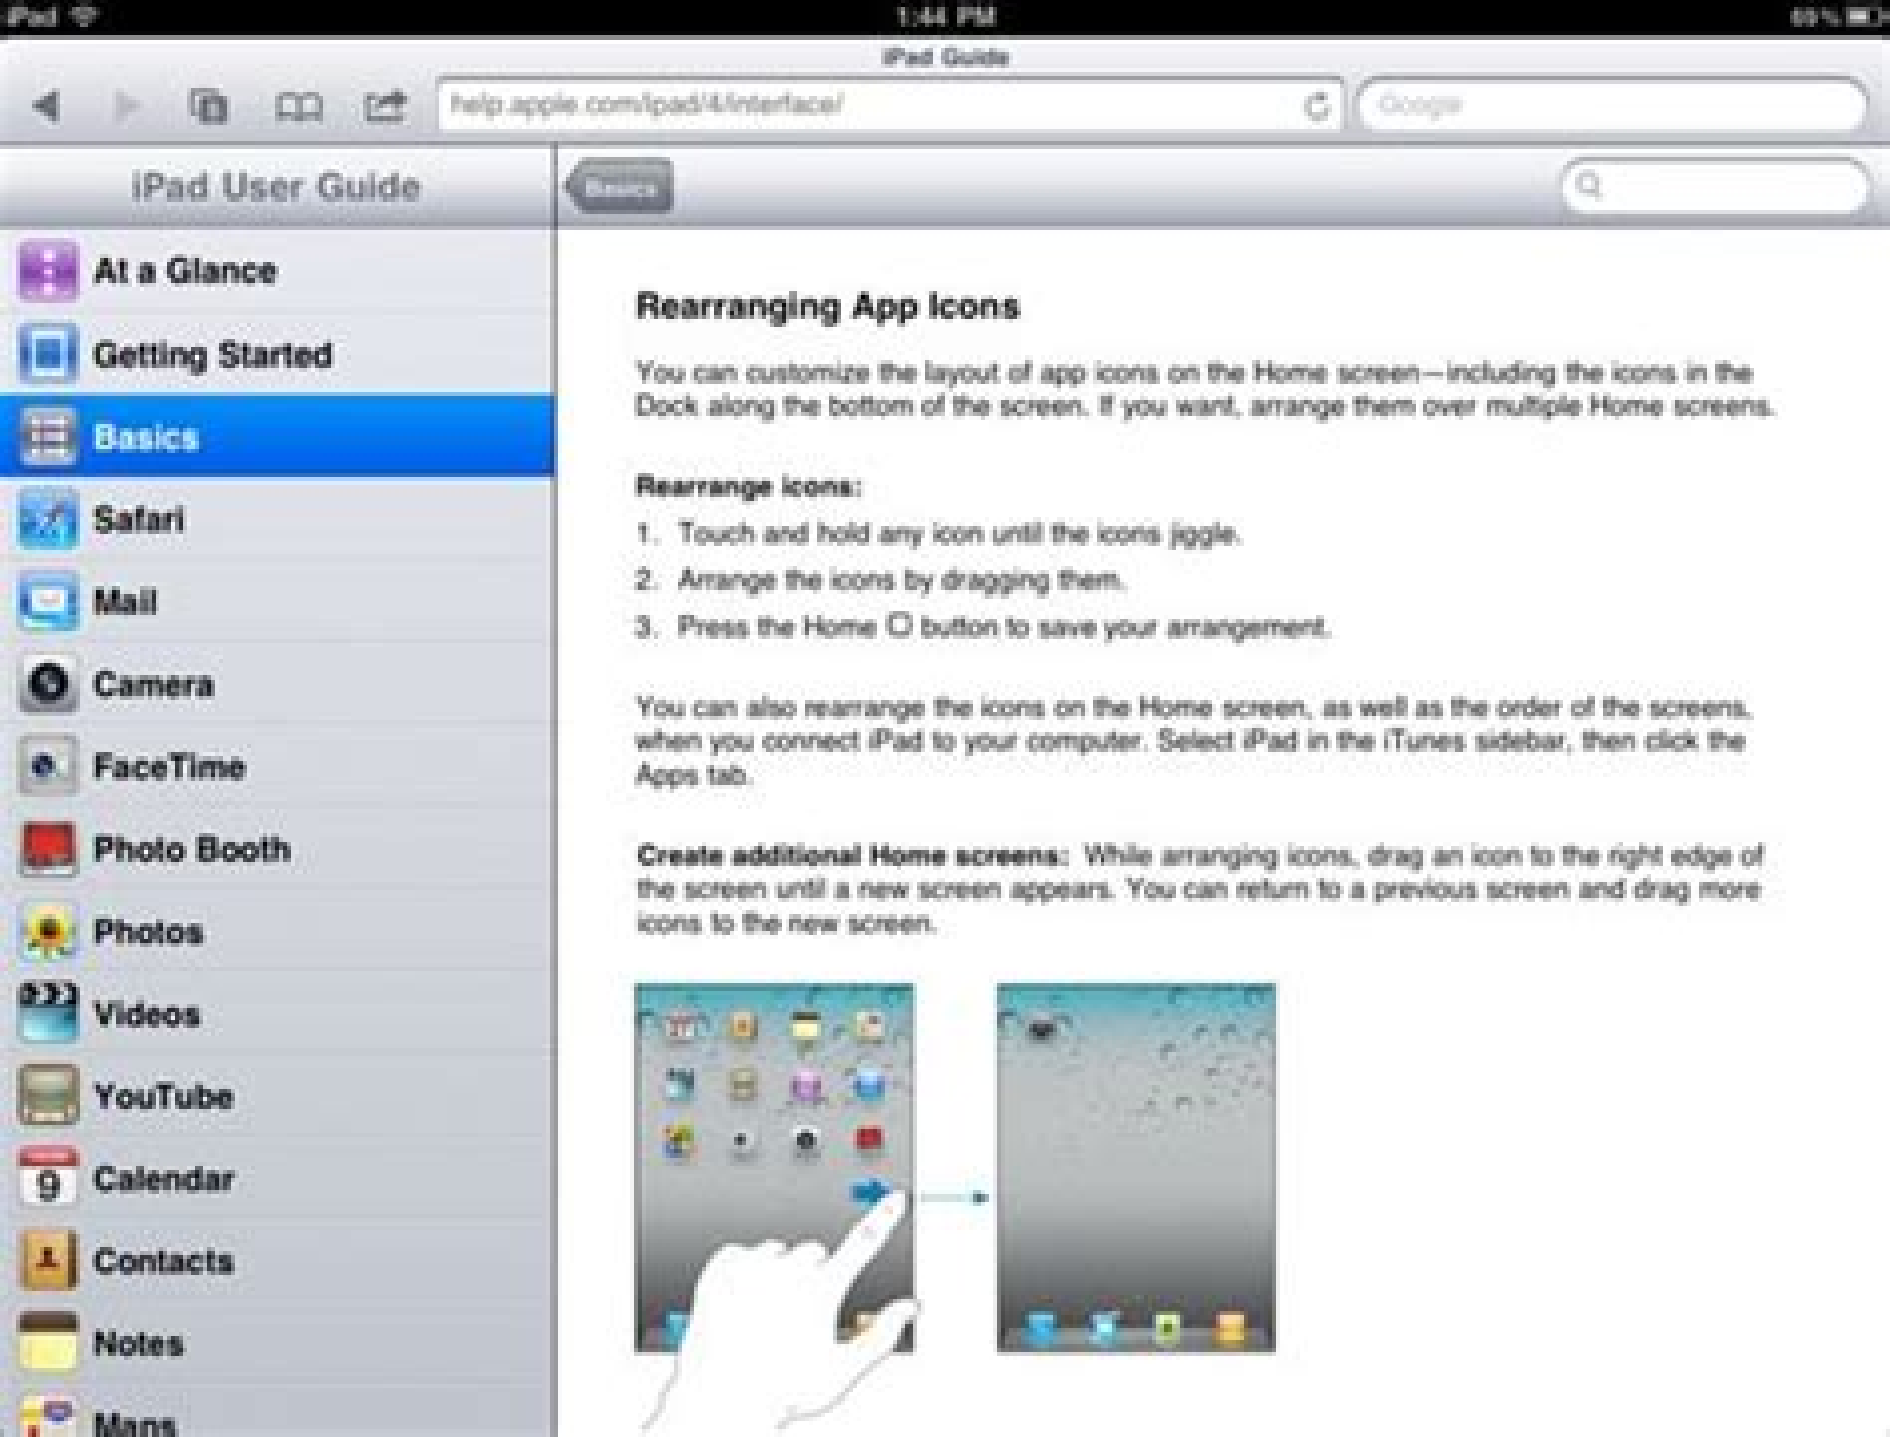 iPad
1:44 PM
69%
iPad Guide
help.apple.com/ipad/4/interface/
Google
iPad User Guide
Basics
At a Glance
Getting Started
Basics
Safari
Mail
Camera
FaceTime
Photo Booth
Photos
Videos
YouTube
9
Calendar
Contacts
Notes
Maps
Rearranging App Icons
You can customize the layout of app icons on the Home screen—including the icons in the
Dock along the bottom of the screen. If you want, arrange them over multiple Home screens.
Rearrange icons:
1. Touch and hold any icon until the icons jiggle.
2. Arrange the icons by dragging them.
3. Press the Home button to save your arrangement.
You can also rearrange the icons on the Home screen, as well as the order of the screens,
when you connect iPad to your computer. Select iPad in the iTunes sidebar, then click the
Apps tab.
Create additional Home screens: While arranging icons, drag an icon to the right edge of
the screen until a new screen appears. You can return to a previous screen and drag more
icons to the new screen.